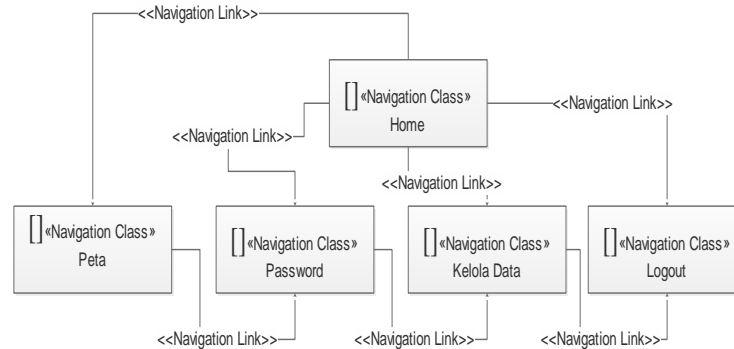 <<Navigation Link>>
[] «Navigation Class»
Home
<<Navigation Link>>
<<Navigation Link>>
<<Navigation Link>>
[] «Navigation Class»
Peta
[] «Navigation Class»
Password
[] «Navigation Class»
Kelola Data
[] «Navigation Class»
Logout
<<Navigation Link>>
<<Navigation Link>>
<<Navigation Link>>